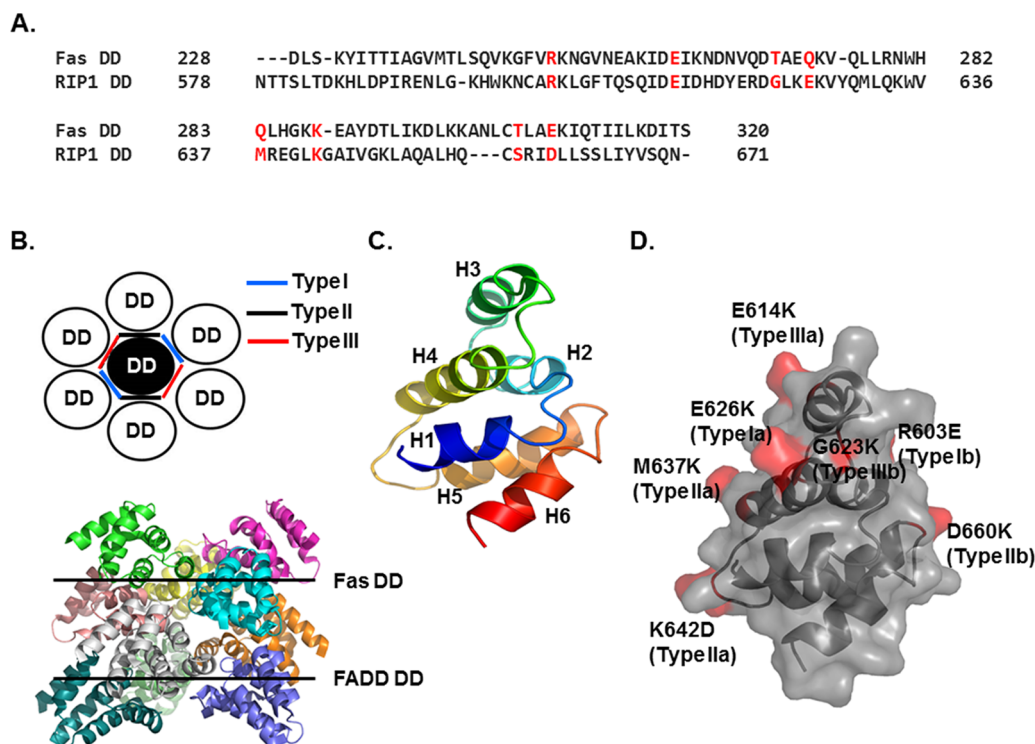 A.
Fas DD 228 ---DLS-KYITTIAGVMTLSQVKGFVRKNGVNEAKIDEIKNDNVQDTAEQKV-QLLRNWH 282
RIP1 DD 578 NTTSLTDKHLDPIRENLG-KHWKNCARKLGFTQSQIDEIDHDYERDGLKEKVYQMLQKWV 636
Fas DD 283 QLHGKK-EAYDTLIKDLKKANLCTLAEKIQTIILKDITS 320
RIP1 DD 637 MREGLKGAIVGKLAQALHQ---CSRIDLLSSLIYVSQN- 671
B.
DD
DD
DD
DD
DD
DD
DD
Type I
Type II
Type III
Fas DD
FADD DD
C.
H3
H4
H2
H1
H5
H6
D.
E614K
(Type IIIa)
E626K
(Type Ia)
G623K
(Type IIIb)
R603E
(Type Ib)
M637K
(Type IIa)
D660K
(Type IIb)
K642D
(Type IIa)